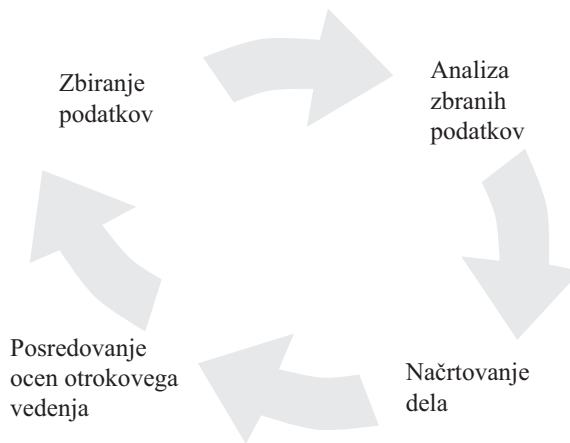 Zbiranje
podatkov
Analiza
zbranih
podatkov
Načrtovanje
dela
Posredovanje
ocen otrokovega
vedenja